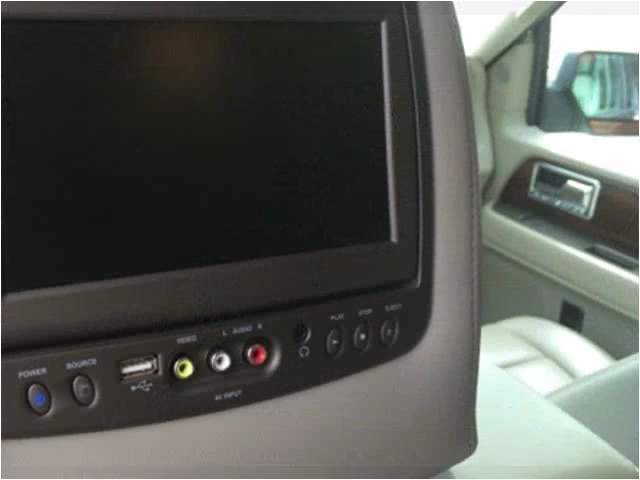 POWER
SOURCE
VIDEO
L AUDIO R
AV INPUT
PLAY
STOP
EJECT